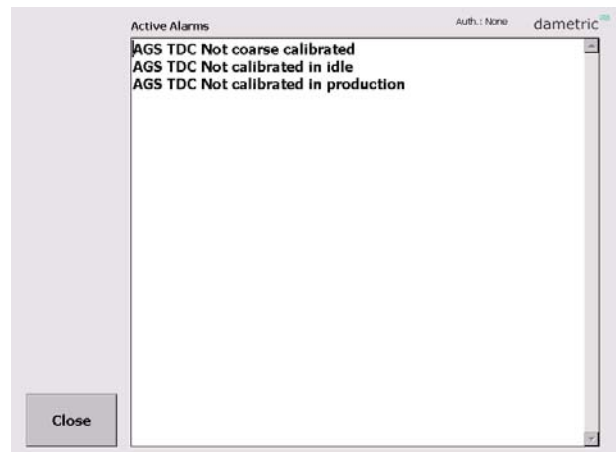 Active Alarms
Auth.: None
dametric
AGS TDC Not coarse calibrated
AGS TDC Not calibrated in idle
AGS TDC Not calibrated in production
Close